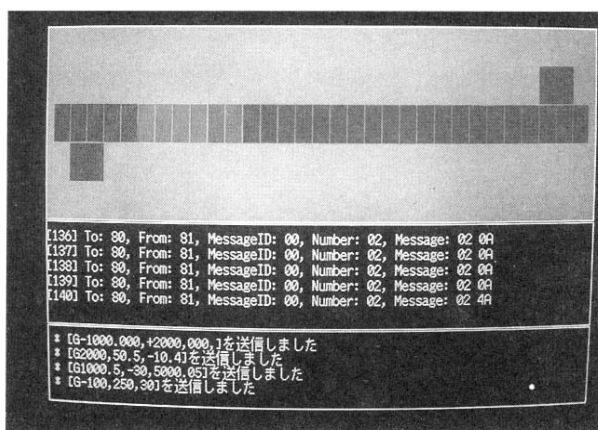 [136] To: 80, From: 81, MessageID: 00, Number: 02, Message: 02 0A
[137] To: 80, From: 81, MessageID: 00, Number: 02, Message: 02 0A
[138] To: 80, From: 81, MessageID: 00, Number: 02, Message: 02 0A
[139] To: 80, From: 81, MessageID: 00, Number: 02, Message: 02 0A
[140] To: 80, From: 81, MessageID: 00, Number: 02, Message: 02 4A
* [G-1000.000,+2000,000,]を送信しました
* [G2000,50.5,-10.4]を送信しました
* [G1000.5,-30,5000.05]を送信しました
* [G-100,250,30]を送信しました